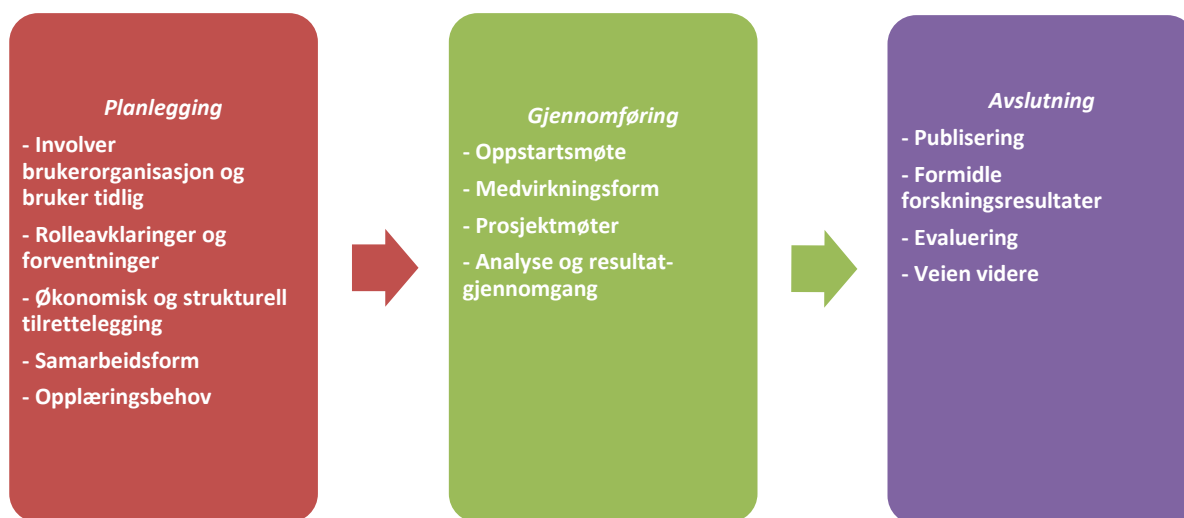 Planlegging
- Involver
brukerorganisasjon og
bruker tidlig
- Rolleavklaringer og
forventninger
- Økonomisk og strukturell
tilrettelegging
- Samarbeidsform
- Opplæringsbehov
Gjennomføring
- Oppstartsmøte
- Medvirkningsform
- Prosjektmøter
- Analyse og resultat-
gjennomgang
Avslutning
- Publisering
- Formidle
forskningsresultater
- Evaluering
- Veien videre